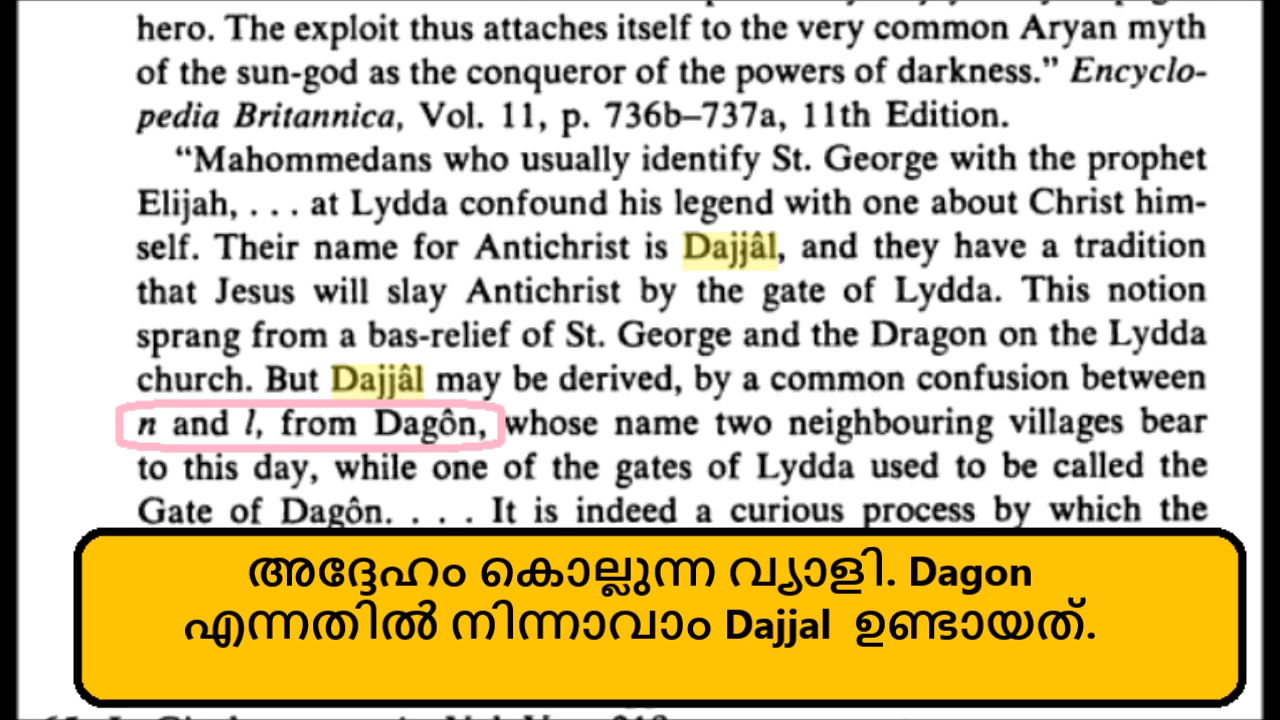 hero. The exploit thus attaches itself to the very common Aryan myth
of the sun-god as the conqueror of the powers of darkness.” Encyclo-
pedia Britannica, Vol. 11, p. 736b–737a, 11th Edition.
“Mahommedans who usually identify St. George with the prophet
Elijah, . . . at Lydda confound his legend with one about Christ him-
self. Their name for Antichrist is Dajjâl, and they have a tradition
that Jesus will slay Antichrist by the gate of Lydda. This notion
sprang from a bas-relief of St. George and the Dragon on the Lydda
church. But Dajjâl may be derived, by a common confusion between
n and l, from Dagôn, whose name two neighbouring villages bear
to this day, while one of the gates of Lydda used to be called the
Gate of Dagôn. . . . It is indeed a curious process by which the
അദ്ദേഹം കൊല്ലുന്ന വ്യാളി. Dagon
എന്നതിൽ നിന്നാവാം Dajjal ഉണ്ടായത്.